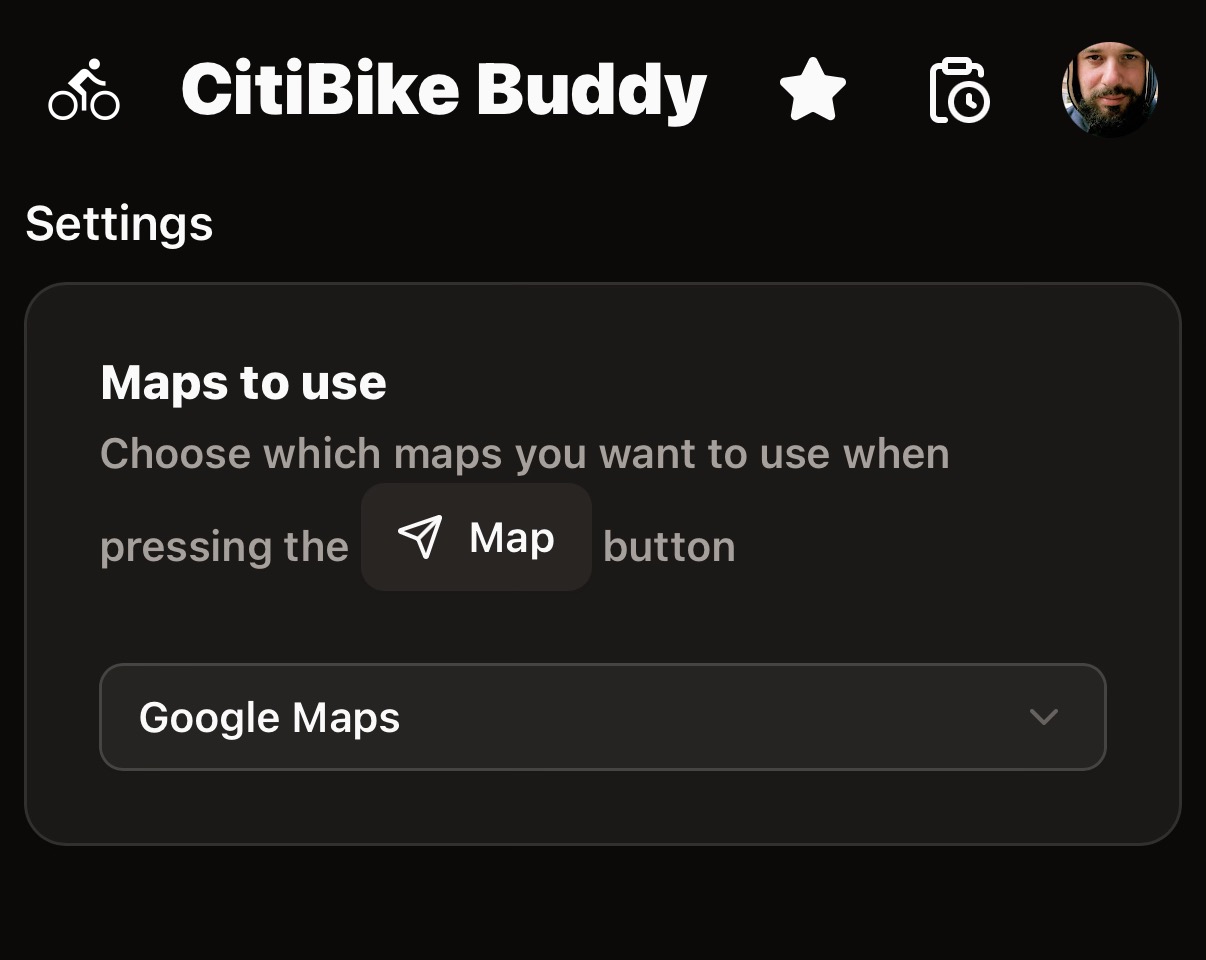 CitiBike Buddy
Settings
Maps to use
Choose which maps you want to use when
pressing the Map button
Google Maps